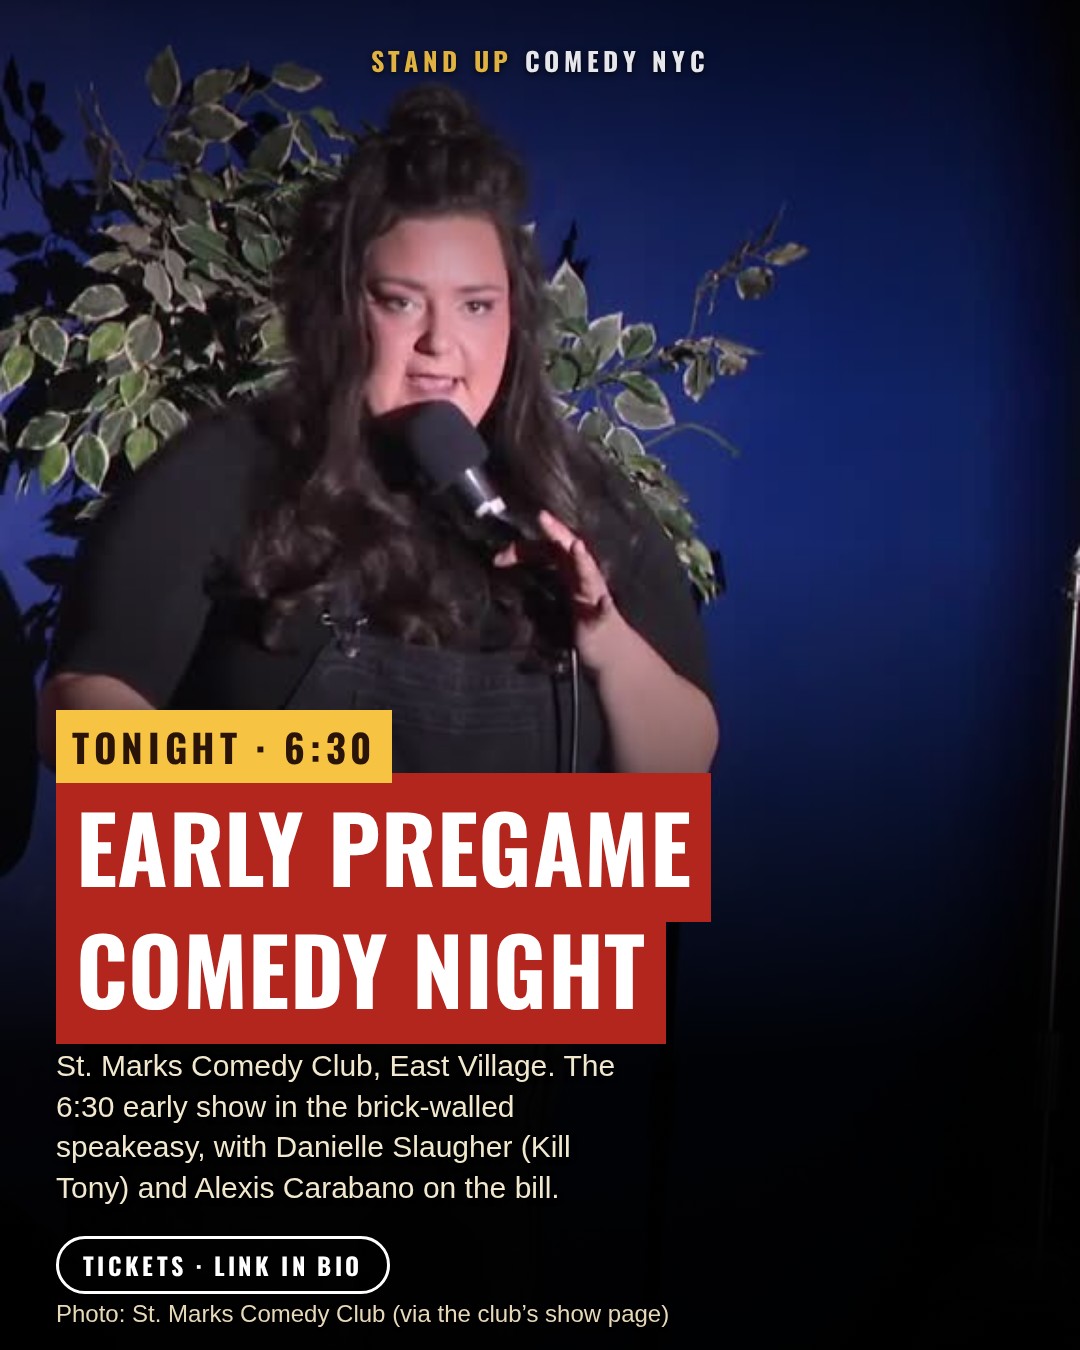 STAND UP COMEDY NYC
TONIGHT · 6:30
EARLY PREGAME
COMEDY NIGHT
St. Marks Comedy Club, East Village. The
6:30 early show in the brick-walled
speakeasy, with Danielle Slaugher (Kill
Tony) and Alexis Carabano on the bill.
TICKETS · LINK IN BIO
Photo: St. Marks Comedy Club (via the club’s show page)